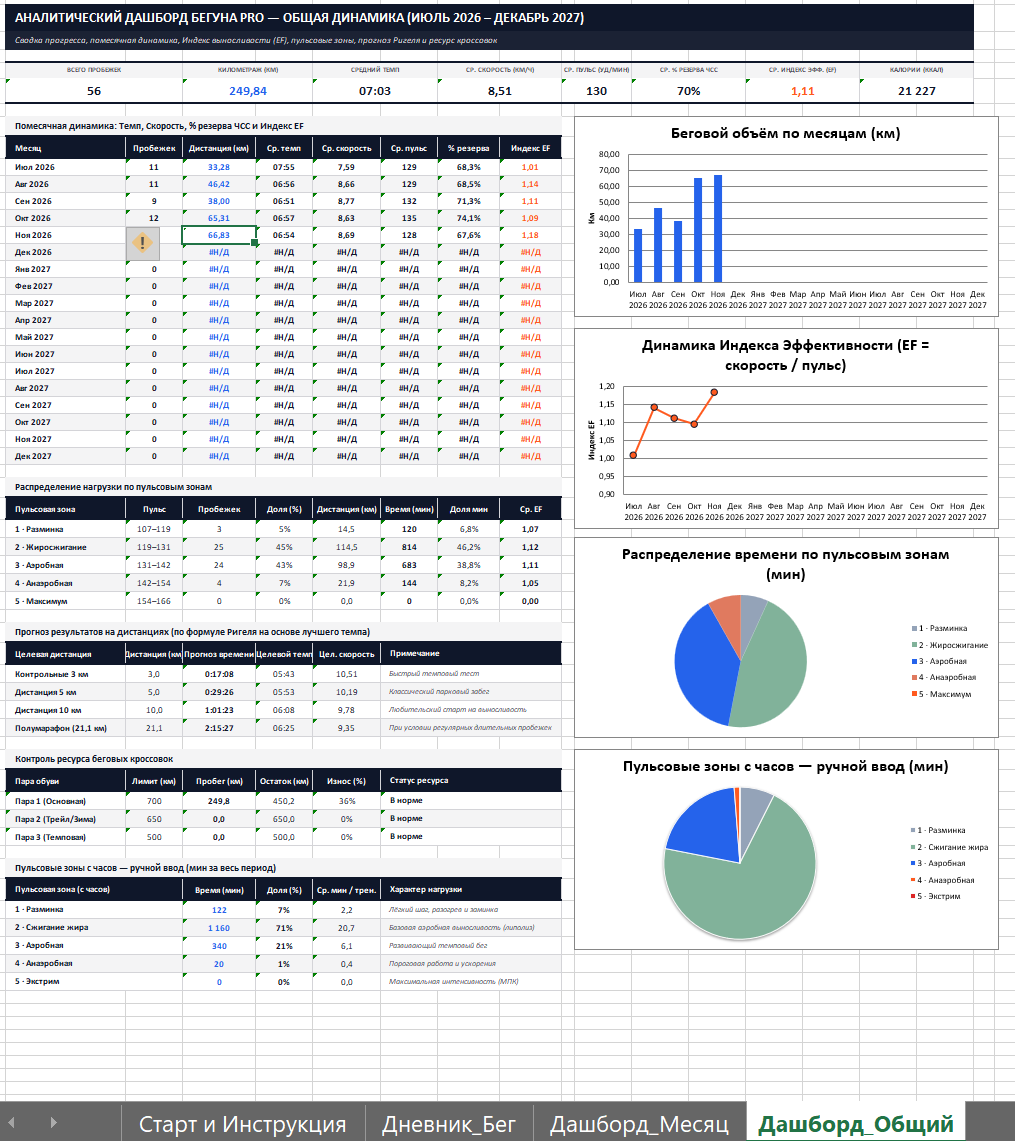 АНАЛИТИЧЕСКИЙ ДАШБОРД БЕГУНА PRO — ОБЩАЯ ДИНАМИКА (ИЮЛЬ 2026 – ДЕКАБРЬ 2027)
Сводка прогресса, помесячная динамика, Индекс выносливости (EF), пульсовые зоны, прогноз Ригеля и ресурс кроссовок
ВСЕГО ПРОБЕЖЕК КИЛОМЕТРАЖ (КМ) СРЕДНИЙ ТЕМП СР. СКОРОСТЬ (КМ/Ч) СР. ПУЛЬС (УД/МИН) СР. % РЕЗЕРВА ЧСС СР. ИНДЕКС ЭФФ. (EF) КАЛОРИИ (ККАЛ)
56 249,84 07:03 8,51 130 70% 1,11 21 227
Помесячная динамика: Темп, Скорость, % резерва ЧСС и Индекс EF
Месяц Пробежек Дистанция (км) Ср. темп Ср. скорость Ср. пульс % резерва Индекс EF
Июл 2026 11 33,28 07:55 7,59 129 68,3% 1,01
Авг 2026 11 46,42 06:56 8,66 129 68,5% 1,14
Сен 2026 9 38,00 06:51 8,77 132 71,3% 1,11
Окт 2026 12 65,31 06:57 8,63 135 74,1% 1,09
Ноя 2026 66,83 06:54 8,69 128 67,6% 1,18
Дек 2026 #Н/Д #Н/Д #Н/Д #Н/Д #Н/Д #Н/Д
Янв 2027 0 #Н/Д #Н/Д #Н/Д #Н/Д #Н/Д #Н/Д
Фев 2027 0 #Н/Д #Н/Д #Н/Д #Н/Д #Н/Д #Н/Д
Мар 2027 0 #Н/Д #Н/Д #Н/Д #Н/Д #Н/Д #Н/Д
Апр 2027 0 #Н/Д #Н/Д #Н/Д #Н/Д #Н/Д #Н/Д
Май 2027 0 #Н/Д #Н/Д #Н/Д #Н/Д #Н/Д #Н/Д
Июн 2027 0 #Н/Д #Н/Д #Н/Д #Н/Д #Н/Д #Н/Д
Июл 2027 0 #Н/Д #Н/Д #Н/Д #Н/Д #Н/Д #Н/Д
Авг 2027 0 #Н/Д #Н/Д #Н/Д #Н/Д #Н/Д #Н/Д
Сен 2027 0 #Н/Д #Н/Д #Н/Д #Н/Д #Н/Д #Н/Д
Окт 2027 0 #Н/Д #Н/Д #Н/Д #Н/Д #Н/Д #Н/Д
Ноя 2027 0 #Н/Д #Н/Д #Н/Д #Н/Д #Н/Д #Н/Д
Дек 2027 0 #Н/Д #Н/Д #Н/Д #Н/Д #Н/Д #Н/Д
Распределение нагрузки по пульсовым зонам
Пульсовая зона Пульс Пробежек Доля (%) Дистанция (км) Время (мин) Доля мин Ср. EF
1 · Разминка 107–119 3 5% 14,5 120 6,8% 1,07
2 · Жиросжигание 119–131 25 45% 114,5 814 46,2% 1,12
3 · Аэробная 131–142 24 43% 98,9 683 38,8% 1,11
4 · Анаэробная 142–154 4 7% 21,9 144 8,2% 1,05
5 · Максимум 154–166 0 0% 0,0 0 0,0% 0,00
Прогноз результатов на дистанциях (по формуле Ригеля на основе лучшего темпа)
Целевая дистанция Дистанция (км Прогноз времени Целевой темп Цел. скорость Примечание
Контрольные 3 км 3,0 0:17:08 05:43 10,51 Быстрый темповый тест
Дистанция 5 км 5,0 0:29:26 05:53 10,19 Классический парковый забег
Дистанция 10 км 10,0 1:01:23 06:08 9,78 Любительский старт на выносливость
Полумарафон (21,1 км) 21,1 2:15:27 06:25 9,35 При условии регулярных длительных пробежек
Контроль ресурса беговых кроссовок
Пара обуви Лимит (км) Пробег (км) Остаток (км) Износ (%) Статус ресурса
Пара 1 (Основная) 700 249,8 450,2 36% В норме
Пара 2 (Трейл/Зима) 650 0,0 650,0 0% В норме
Пара 3 (Темповая) 500 0,0 500,0 0% В норме
Пульсовые зоны с часов — ручной ввод (мин за весь период)
Пульсовая зона (с часов) Время (мин) Доля (%) Ср. мин / трен. Характер нагрузки
1 · Разминка 122 7% 2,2 Лёгкий шаг, разогрев и заминка
2 · Сжигание жира 1 160 71% 20,7 Базовая аэробная выносливость (липолиз)
3 · Аэробная 340 21% 6,1 Развивающий темповый бег
4 · Анаэробная 20 1% 0,4 Пороговая работа и ускорения
5 · Экстрим 0 0% 0,0 Максимальная интенсивность (МПК)
Беговой объём по месяцам (км)
80,00
70,00
60,00
50,00
40,00
30,00
20,00
10,00
0,00
Км
Июл Авг Сен Окт Ноя Дек Янв Фев Мар Апр Май Июн Июл Авг Сен Окт Ноя Дек
2026 2026 2026 2026 2026 2026 2027 2027 2027 2027 2027 2027 2027 2027 2027 2027 2027 2027
Динамика Индекса Эффективности (EF =
скорость / пульс)
1,20
1,15
1,10
1,05
1,00
0,95
0,90
Индекс EF
Июл Авг Сен Окт Ноя Дек Янв Фев Мар Апр Май Июн Июл Авг Сен Окт Ноя Дек
2026 2026 2026 2026 2026 2026 2027 2027 2027 2027 2027 2027 2027 2027 2027 2027 2027 2027
Распределение времени по пульсовым зонам
(мин)
1 · Разминка
2 · Жиросжигание
3 · Аэробная
4 · Анаэробная
5 · Максимум
Пульсовые зоны с часов — ручной ввод (мин)
1 · Разминка
2 · Сжигание жира
3 · Аэробная
4 · Анаэробная
5 · Экстрим
Старт и Инструкция Дневник_Бег Дашборд_Месяц Дашборд_Общий